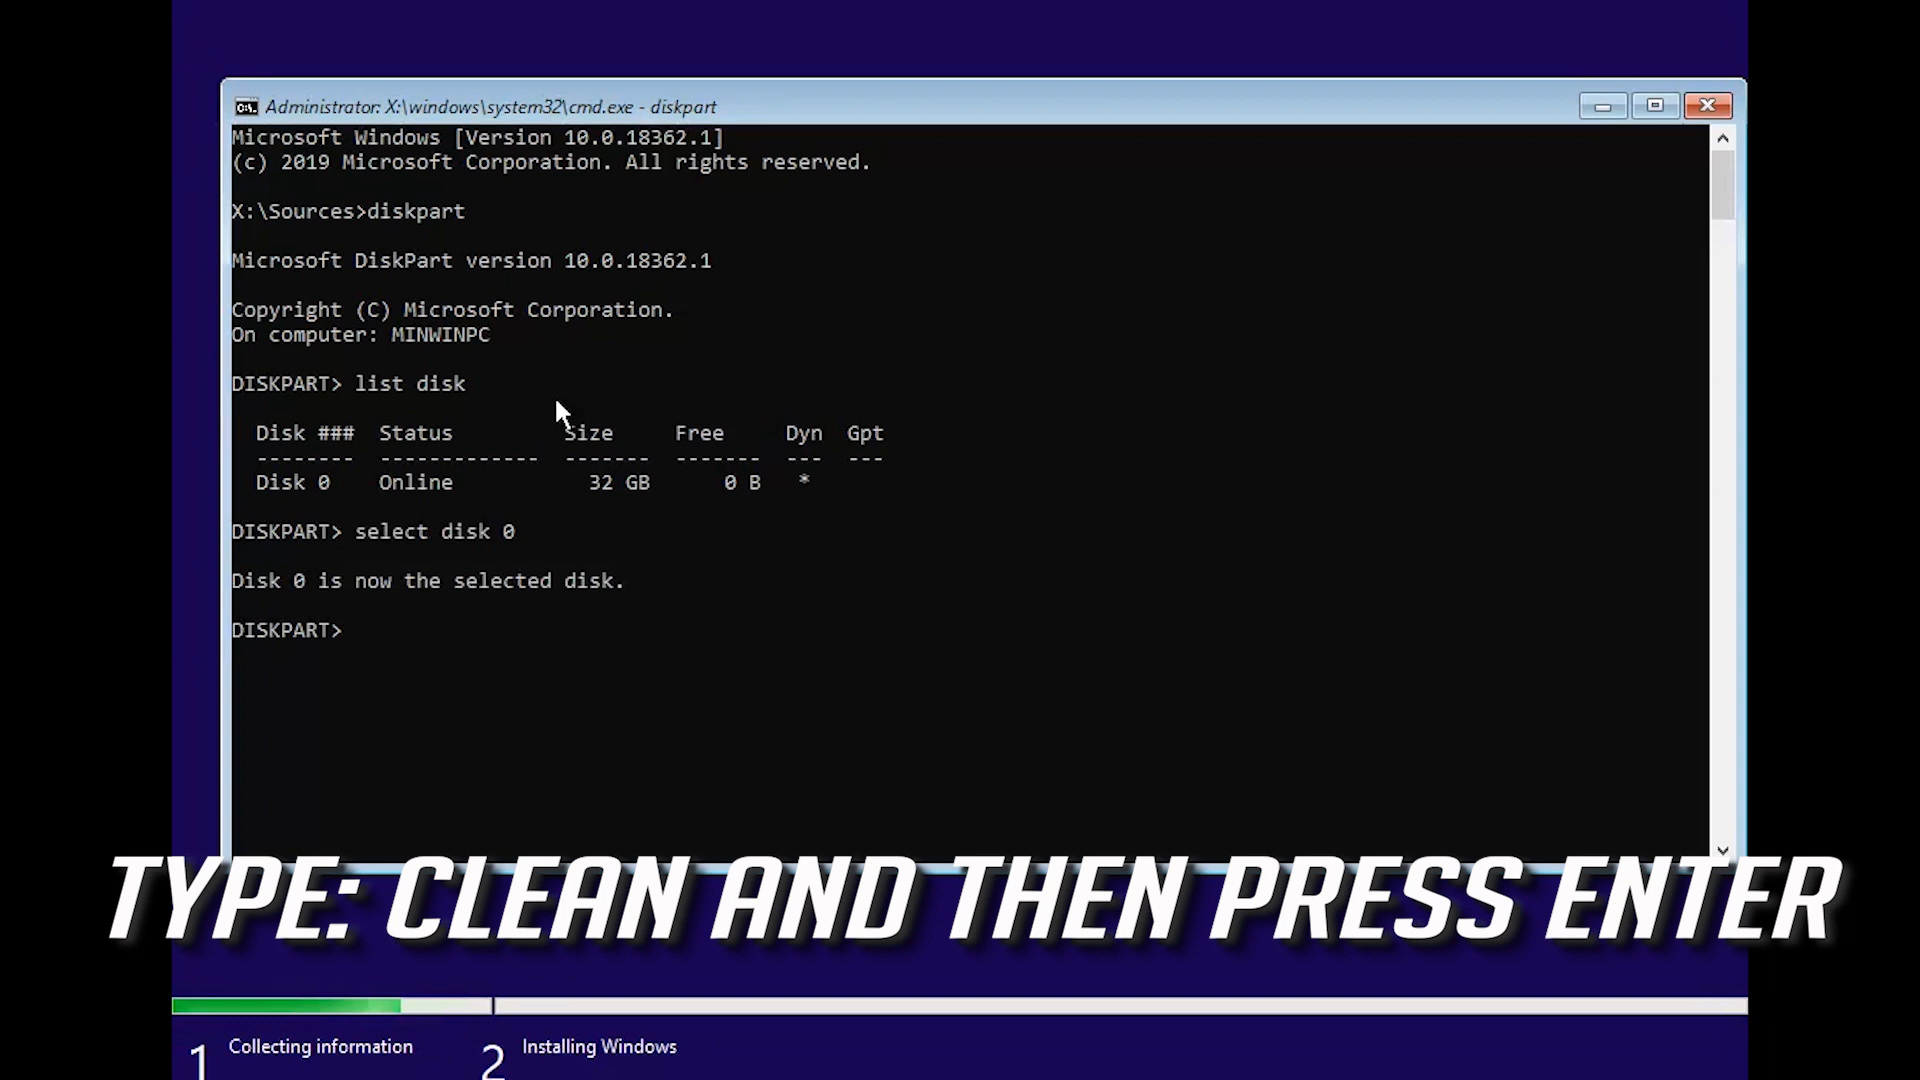 Administrator: X:\windows\system32\cmd.exe - diskpart
Microsoft Windows [Version 10.0.18362.1]
(c) 2019 Microsoft Corporation. All rights reserved.
X:\Sources>diskpart
Microsoft DiskPart version 10.0.18362.1
Copyright (C) Microsoft Corporation.
On computer: MINWINPC
DISKPART> list disk
Disk ### Status Size Free Dyn Gpt
-------- ------------- ------- ------- --- ---
Disk 0 Online 32 GB 0 B *
DISKPART> select disk 0
Disk 0 is now the selected disk.
DISKPART>
TYPE: CLEAN AND THEN PRESS ENTER
1 Collecting information 2 Installing Windows